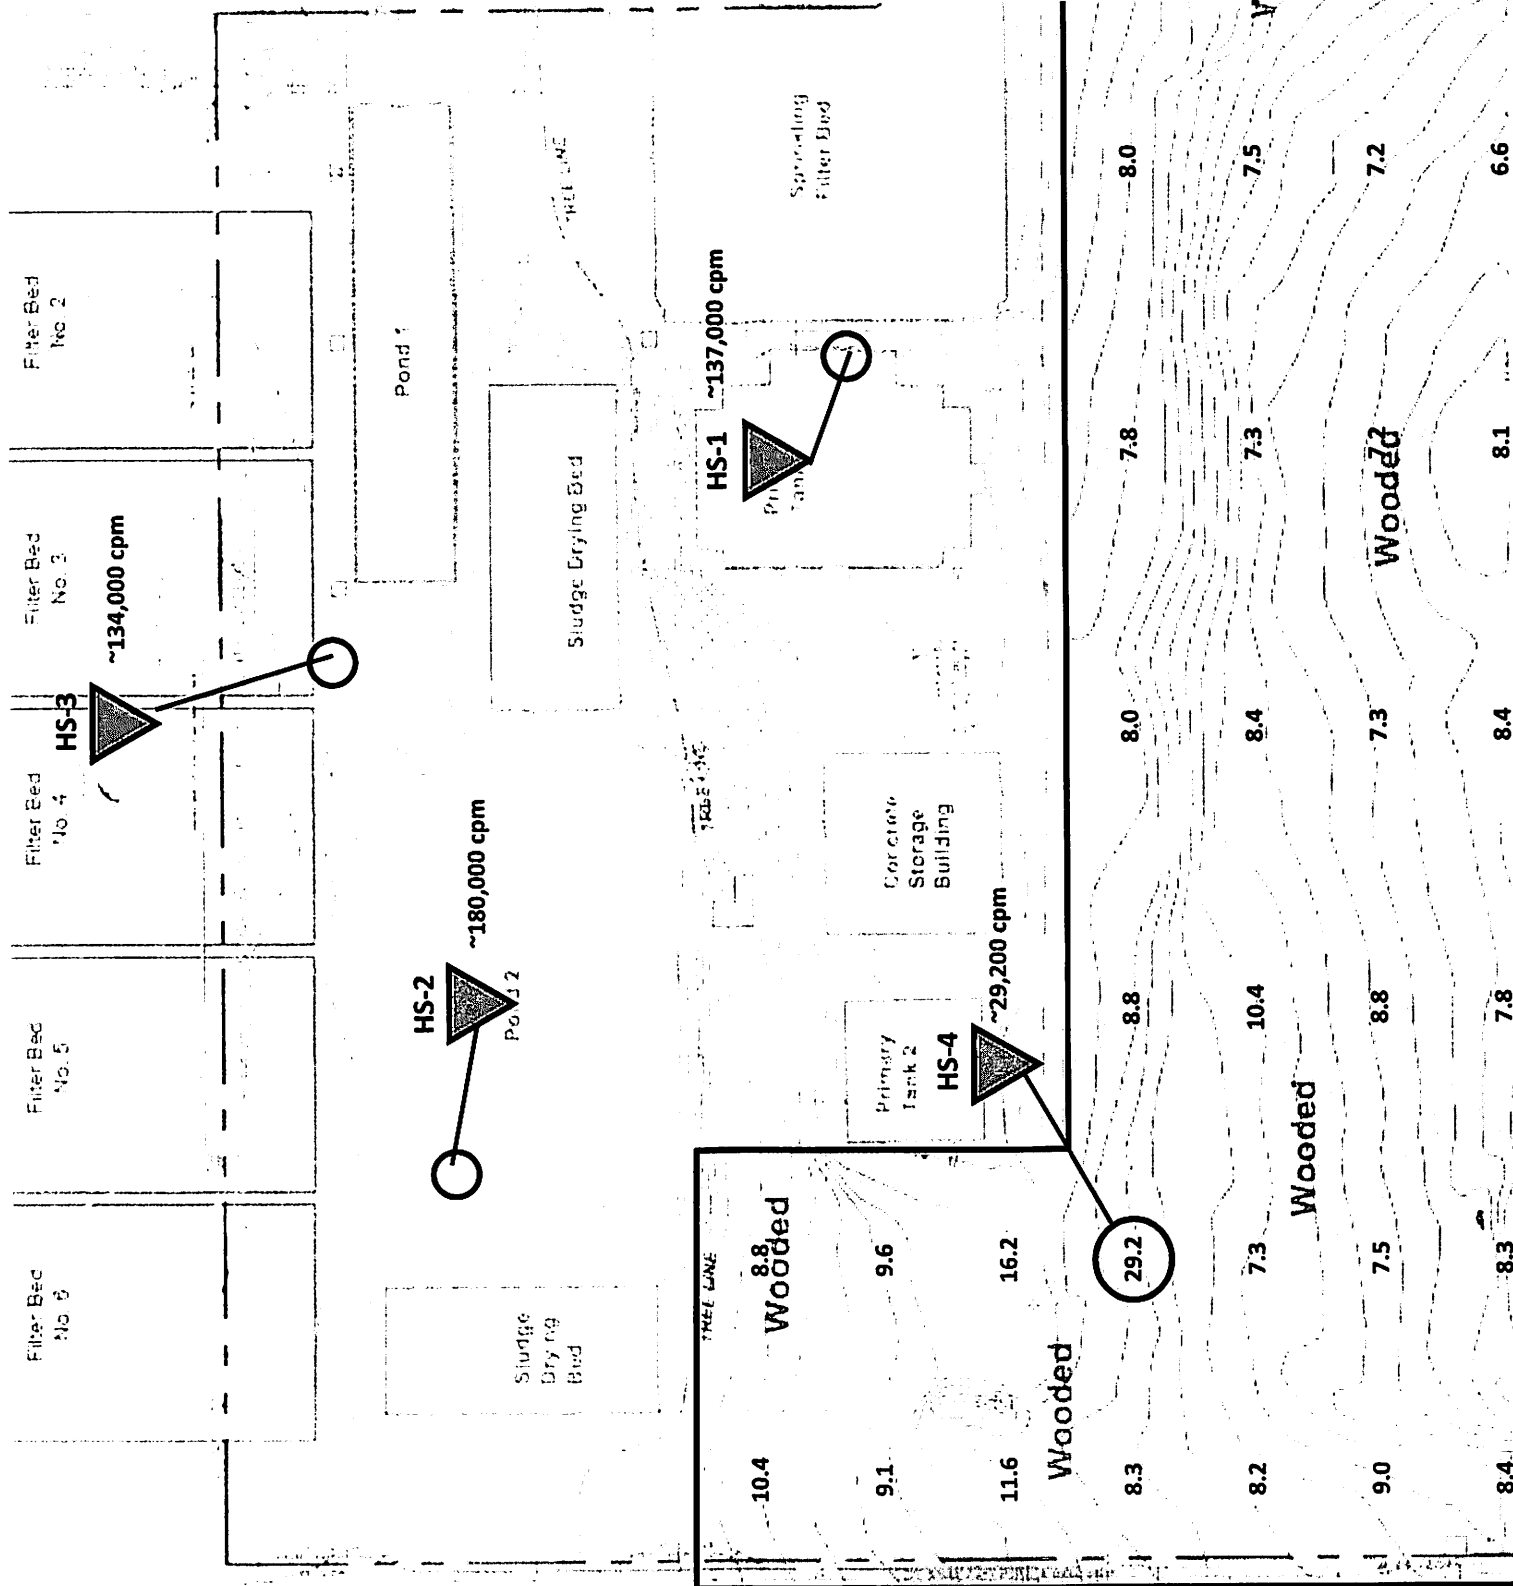 Filter Bed
No. 2
Filter Bed
No. 3
Filter Bed
No. 4
Filter Bed
No. 5
Filter Bed
No. 6
HS-3
~134,000 cpm
Pond 1
Sludge Drying Bed
HS-2
~180,000 cpm
Pond 2
Sludge
Drying
Bed
TREE LINE
TREE LINE
TREE LINE
Spreading
Filter Bed
HS-1
~137,000 cpm
Concrete
Storage
Building
Primary
Tank 2
HS-4
~29,200 cpm
Wooded
Wooded
Wooded
Wooded
10.4
8.8
9.1
9.6
11.6
16.2
8.3
29.2
8.8
8.0
7.8
8.0
8.2
7.3
10.4
8.4
7.3
7.5
9.0
7.5
8.8
7.3
7.2
7.2
8.4
8.3
7.8
8.4
8.1
6.6